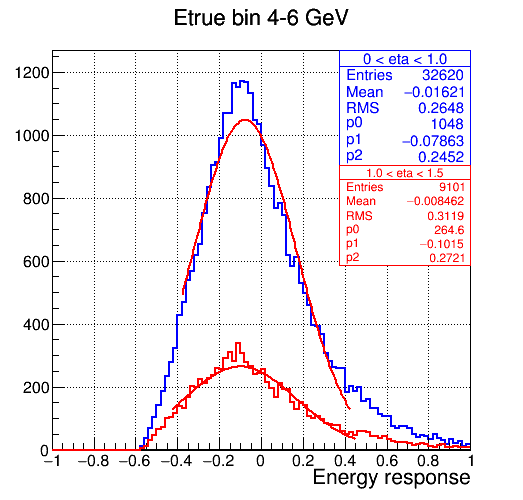 Etrue bin 4-6 GeV
0 < eta < 1.0
Entries 32620
Mean −0.01621
RMS 0.2648
p0 1048
p1 −0.07863
p2 0.2452
1.0 < eta < 1.5
Entries 9101
Mean −0.008462
RMS 0.3119
p0 264.6
p1 −0.1015
p2 0.2721
1200
1000
800
600
400
200
0
−1 −0.8 −0.6 −0.4 −0.2 0 0.2 0.4 0.6 0.8 1
Energy response